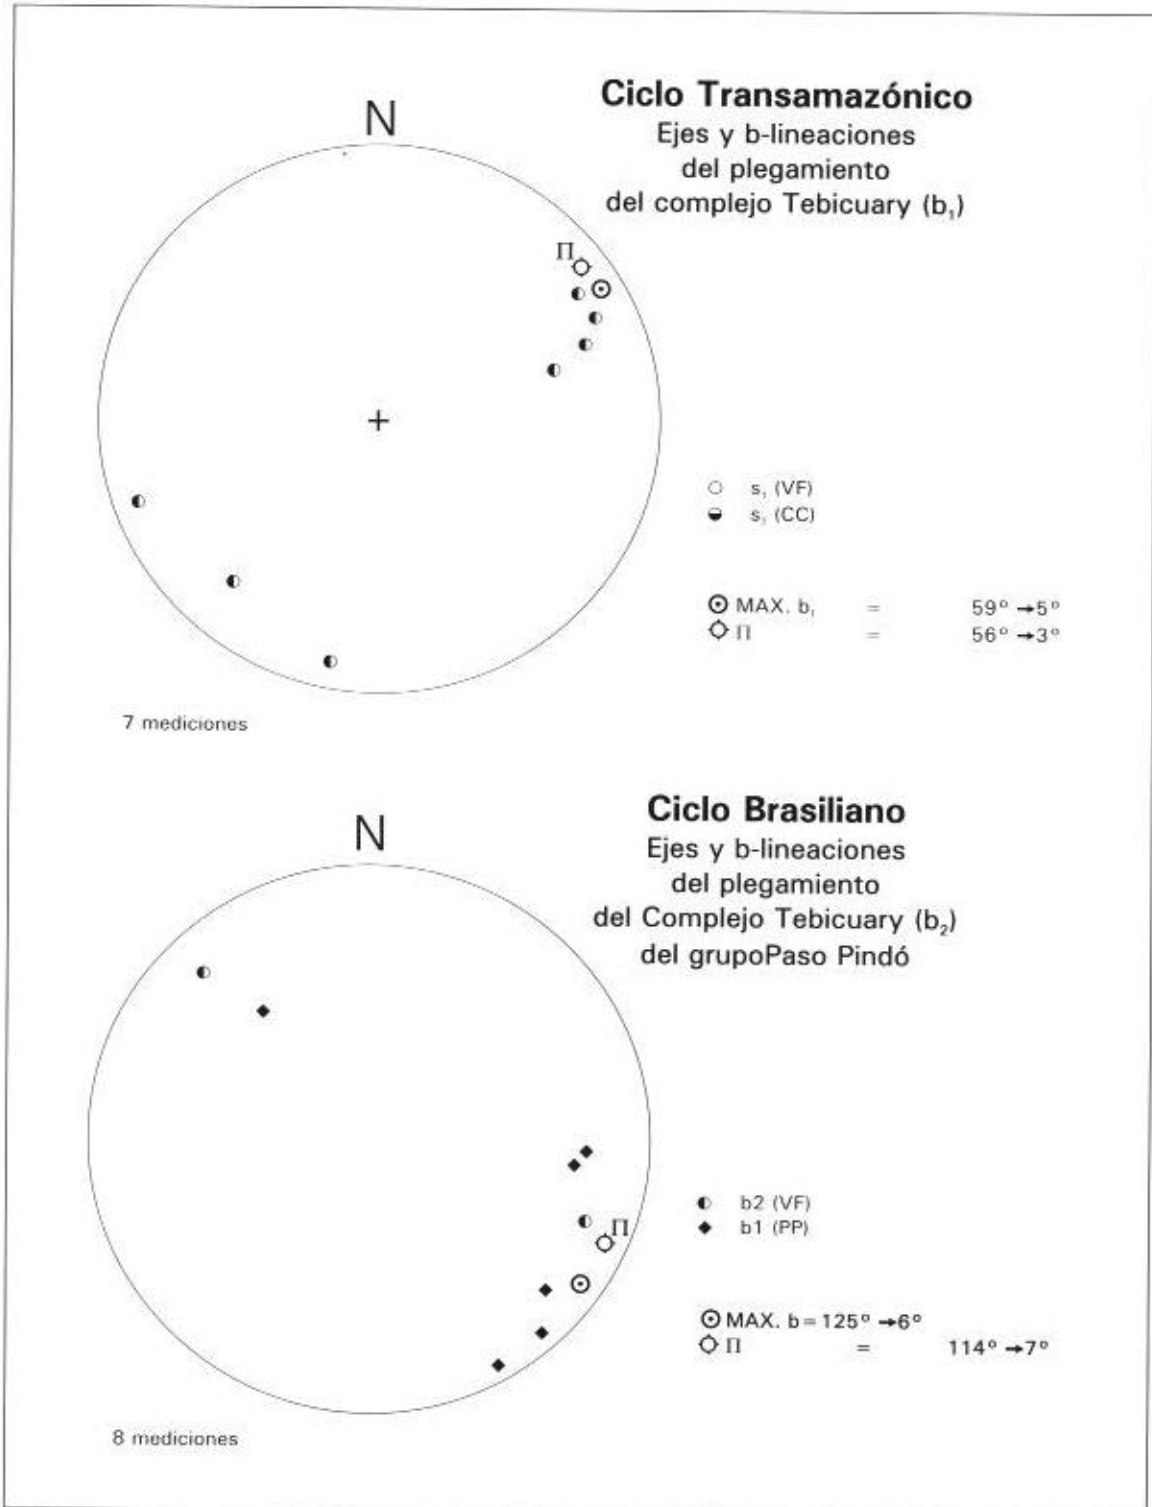 Ciclo Transamazónico
Ejes y b-lineaciones
del plegamiento
del complejo Tebicuary (b₁)
N
Π
s₁ (VF)
s₁ (CC)
MAX. b₁ = 59° →5°
Π = 56° →3°
7 mediciones
Ciclo Brasiliano
Ejes y b-lineaciones
del plegamiento
del Complejo Tebicuary (b₂)
del grupoPaso Pindó
N
b2 (VF)
b1 (PP)
Π
MAX. b = 125° →6°
Π = 114° →7°
8 mediciones